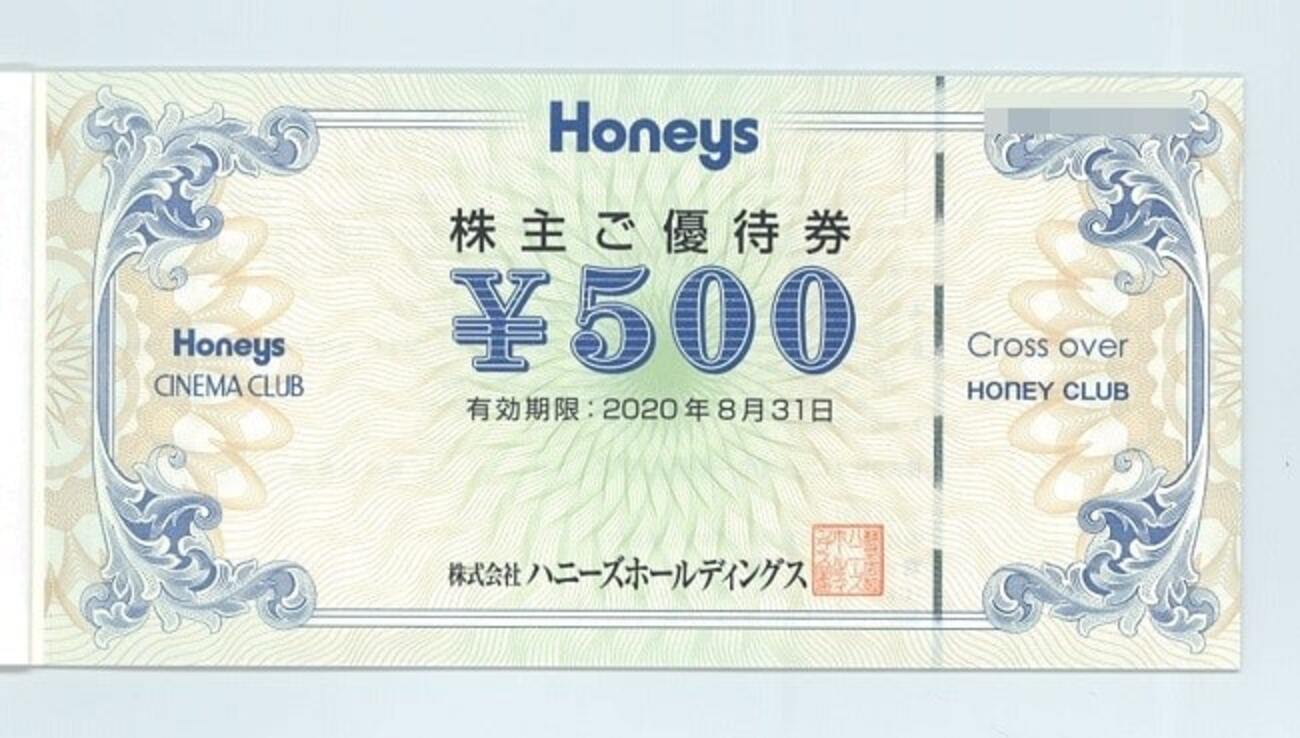 Honeys
株主ご優待券
¥500
有効期限：2020年8月31日
Honeys
CINEMA CLUB
Cross over
HONEY CLUB
株式会社 ハニーズホールディングス